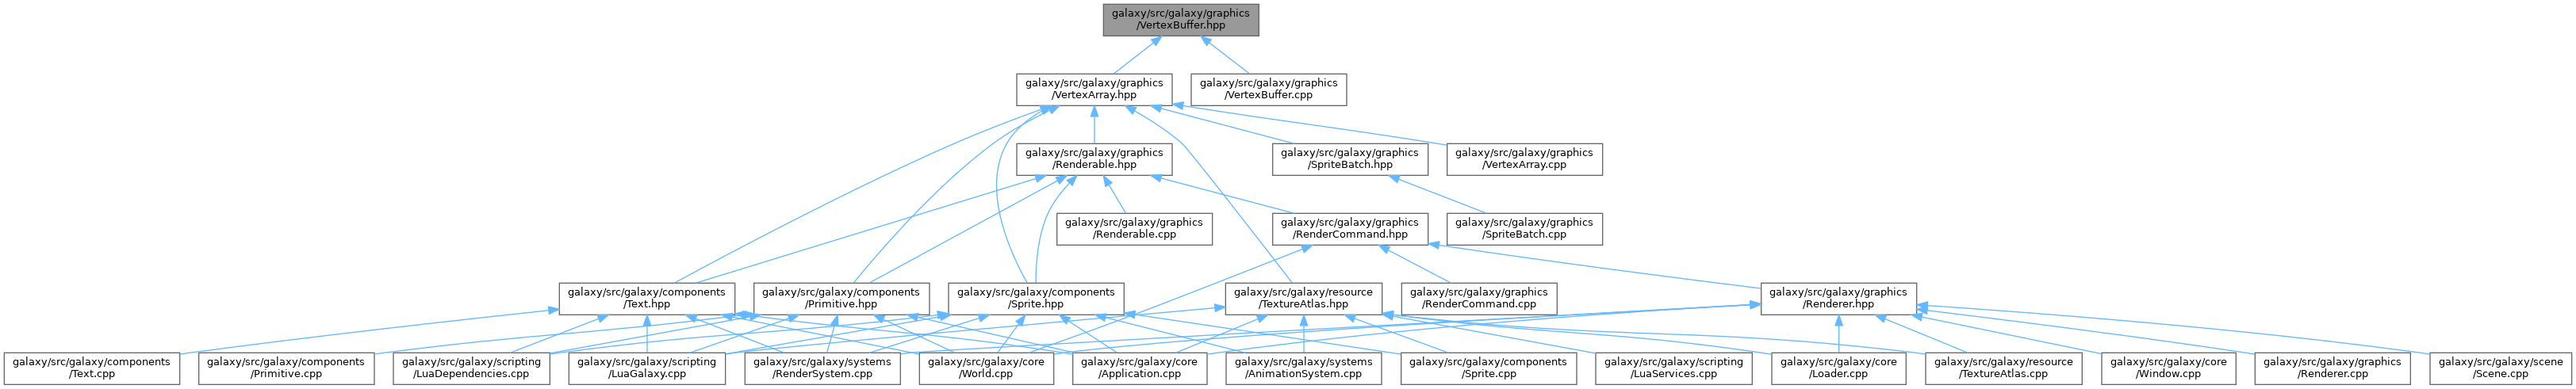 galaxy/src/galaxy/graphics
/VertexBuffer.hpp
galaxy/src/galaxy/graphics
/VertexArray.hpp
galaxy/src/galaxy/graphics
/VertexBuffer.cpp
galaxy/src/galaxy/graphics
/Renderable.hpp
galaxy/src/galaxy/graphics
/SpriteBatch.hpp
galaxy/src/galaxy/graphics
/VertexArray.cpp
galaxy/src/galaxy/graphics
/Renderable.cpp
galaxy/src/galaxy/graphics
/RenderCommand.hpp
galaxy/src/galaxy/graphics
/SpriteBatch.cpp
galaxy/src/galaxy/components
/Text.hpp
galaxy/src/galaxy/components
/Primitive.hpp
galaxy/src/galaxy/components
/Sprite.hpp
galaxy/src/galaxy/resource
/TextureAtlas.hpp
galaxy/src/galaxy/graphics
/RenderCommand.cpp
galaxy/src/galaxy/graphics
/Renderer.hpp
galaxy/src/galaxy/components
/Text.cpp
galaxy/src/galaxy/components
/Primitive.cpp
galaxy/src/galaxy/scripting
/LuaDependencies.cpp
galaxy/src/galaxy/scripting
/LuaGalaxy.cpp
galaxy/src/galaxy/systems
/RenderSystem.cpp
galaxy/src/galaxy/core
/World.cpp
galaxy/src/galaxy/core
/Application.cpp
galaxy/src/galaxy/systems
/AnimationSystem.cpp
galaxy/src/galaxy/components
/Sprite.cpp
galaxy/src/galaxy/scripting
/LuaServices.cpp
galaxy/src/galaxy/core
/Loader.cpp
galaxy/src/galaxy/resource
/TextureAtlas.cpp
galaxy/src/galaxy/core
/Window.cpp
galaxy/src/galaxy/graphics
/Renderer.cpp
galaxy/src/galaxy/scene
/Scene.cpp